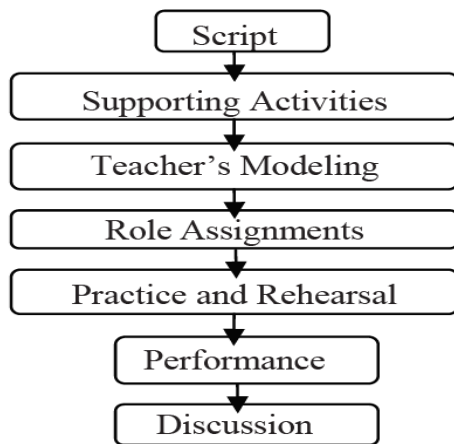 Script
Supporting Activities
Teacher's Modeling
Role Assignments
Practice and Rehearsal
Performance
Discussion